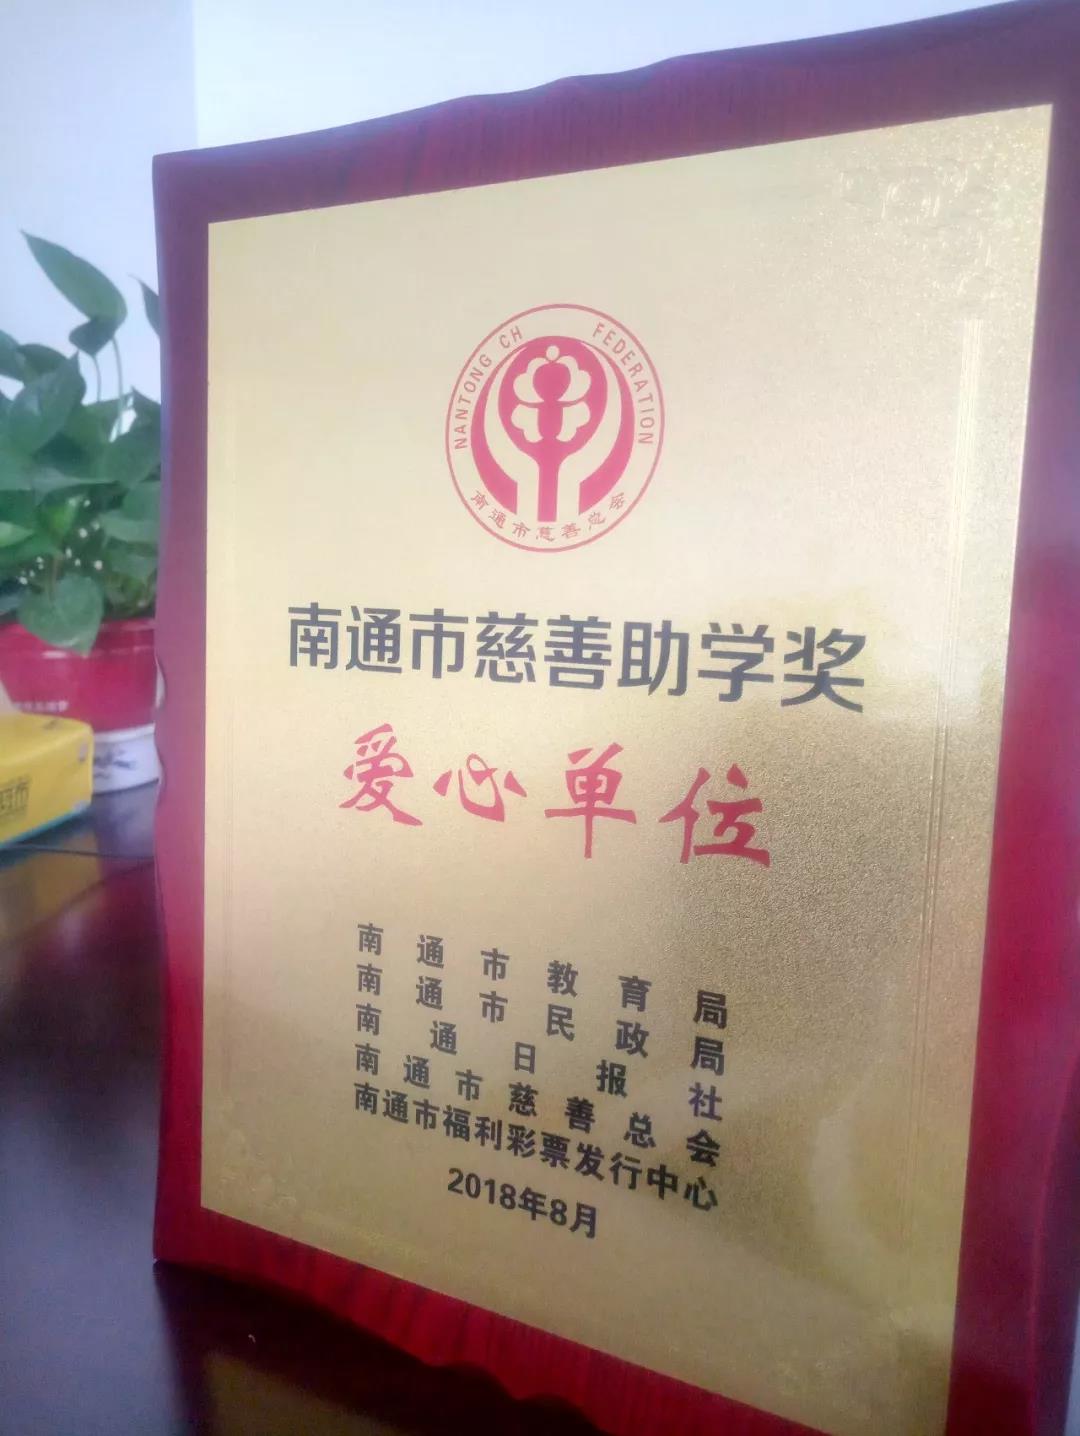 NANTONG CH FEDERATION
南通市慈善总会
南通市慈善助学奖
爱心单位
南通市教育局
南通市民政局
南通日报社
南通市慈善总会
南通市福利彩票发行中心
2018年8月